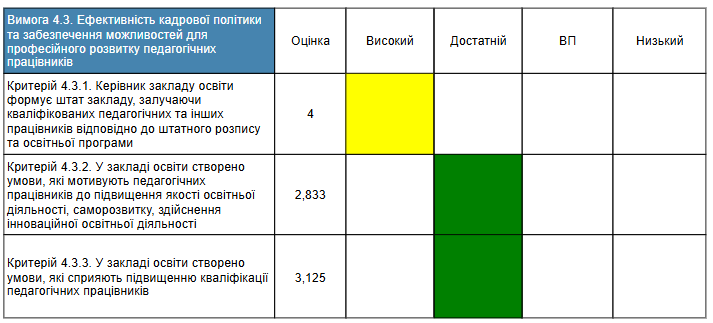 Вимога 4.3. Ефективність кадрової політики
та забезпечення можливостей для
професійного розвитку педагогічних
працівників
Оцінка
Високий
Достатній
ВП
Низький
Критерій 4.3.1. Керівник закладу освіти
формує штат закладу, залучаючи
кваліфікованих педагогічних та інших
працівників відповідно до штатного розпису
та освітньої програми
4
Критерій 4.3.2. У закладі освіти створено
умови, які мотивують педагогічних
працівників до підвищення якості освітньої
діяльності, саморозвитку, здійснення
інноваційної освітньої діяльності
2,833
Критерій 4.3.3. У закладі освіти створено
умови, які сприяють підвищенню кваліфікації
педагогічних працівників
3,125